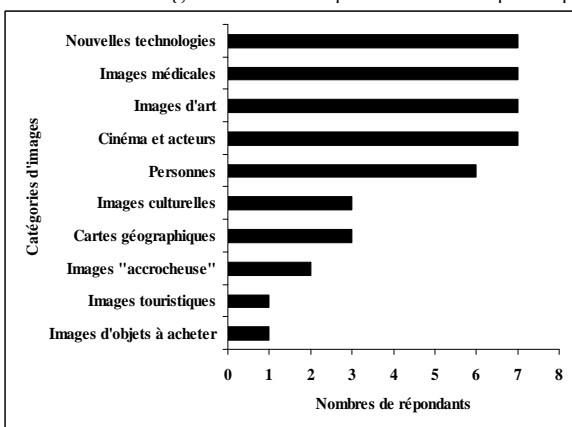 Nouvelles technologies
Images médicales
Images d'art
Cinéma et acteurs
Personnes
Images culturelles
Cartes géographiques
Images "accrocheuse"
Images touristiques
Images d'objets à acheter
Catégories d'images
0 1 2 3 4 5 6 7 8
Nombres de répondants